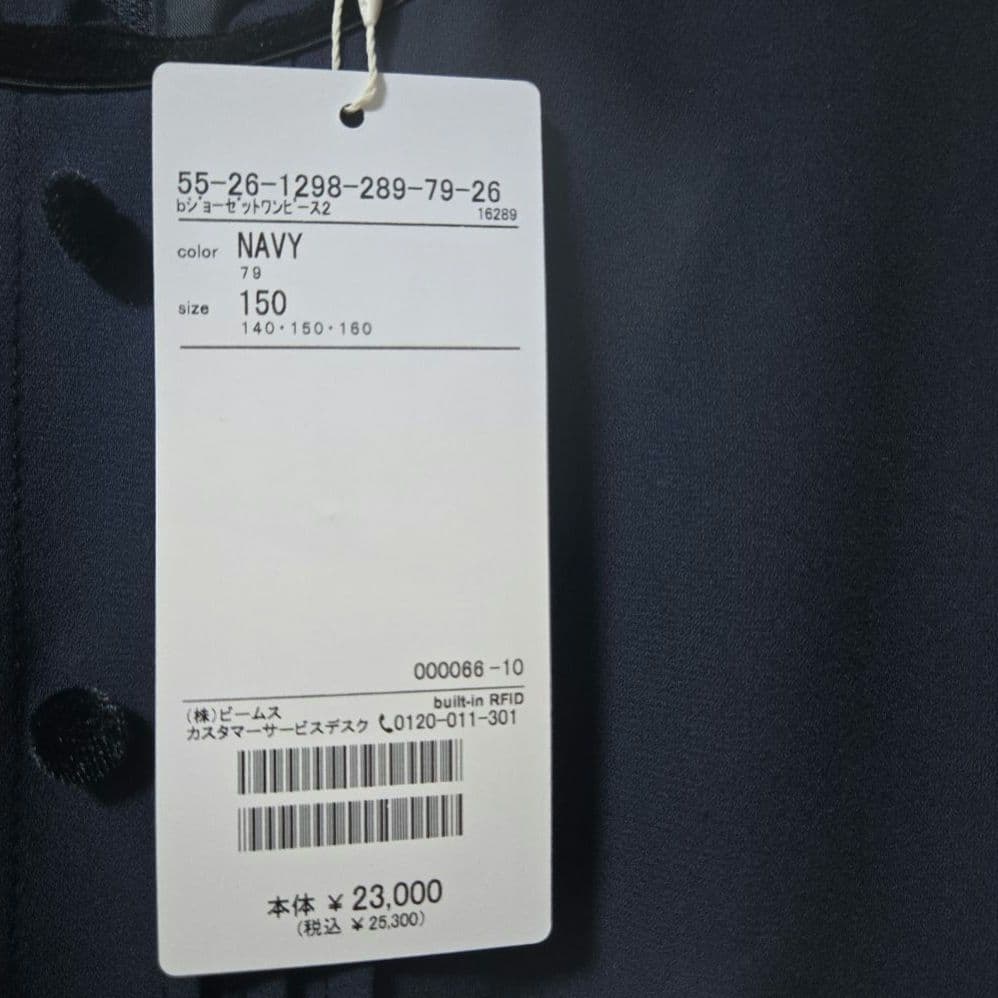 55-26-1298-289-79-26
bｼﾞｮｰｾﾞｯﾄワンピース2
16289
color NAVY
79
size 150
140・150・160
000066-10
built-in RFID
(株)ビームス
カスタマーサービスデスク 0120-011-301
本体 ¥23,000
(税込 ¥25,300)